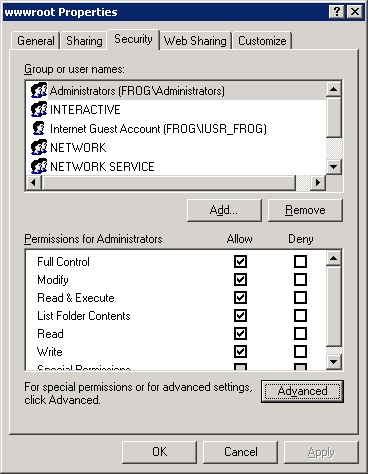 wwwroot Properties
General Sharing Security Web Sharing Customize
Group or user names:
Administrators (FROG\Administrators)
INTERACTIVE
Internet Guest Account (FROG\IUSR_FROG)
NETWORK
NETWORK SERVICE
Add... Remove
Permissions for Administrators Allow Deny
Full Control
Modify
Read & Execute
List Folder Contents
Read
Write
Special Permissions
For special permissions or for advanced settings,
click Advanced.
Advanced
OK Cancel Apply